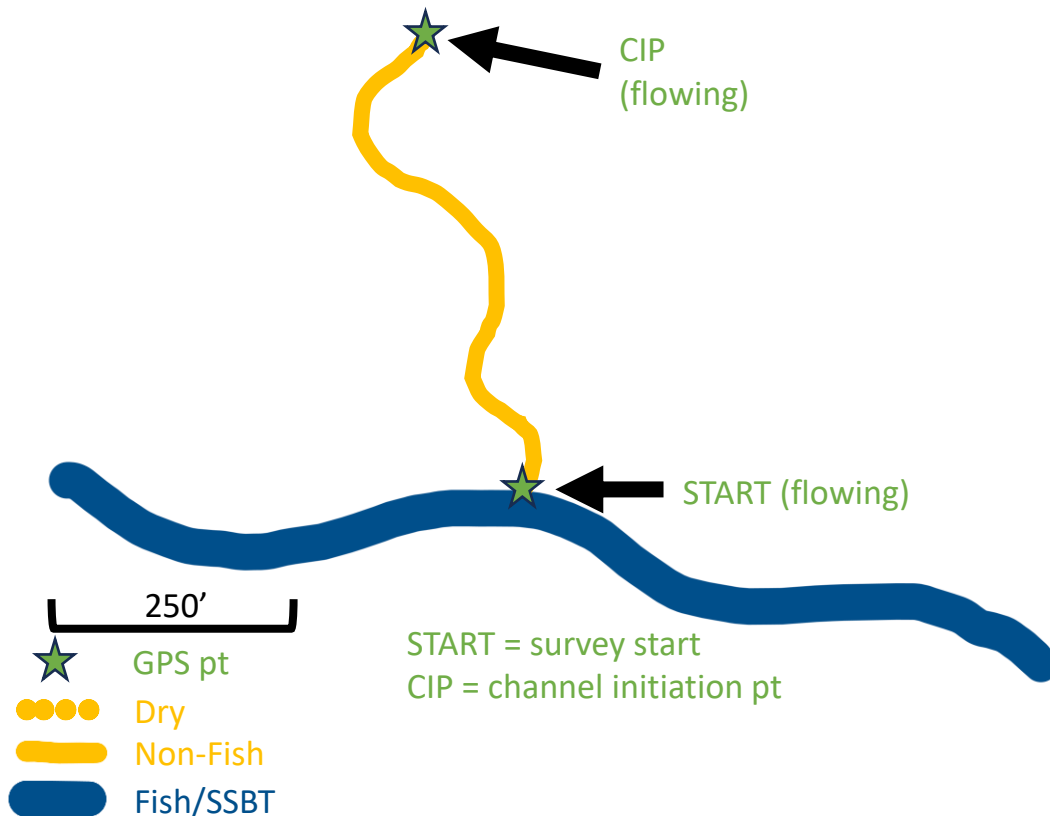 CIP
(flowing)
START (flowing)
250’
START = survey start
CIP = channel initiation pt
GPS pt
Dry
Non-Fish
Fish/SSBT